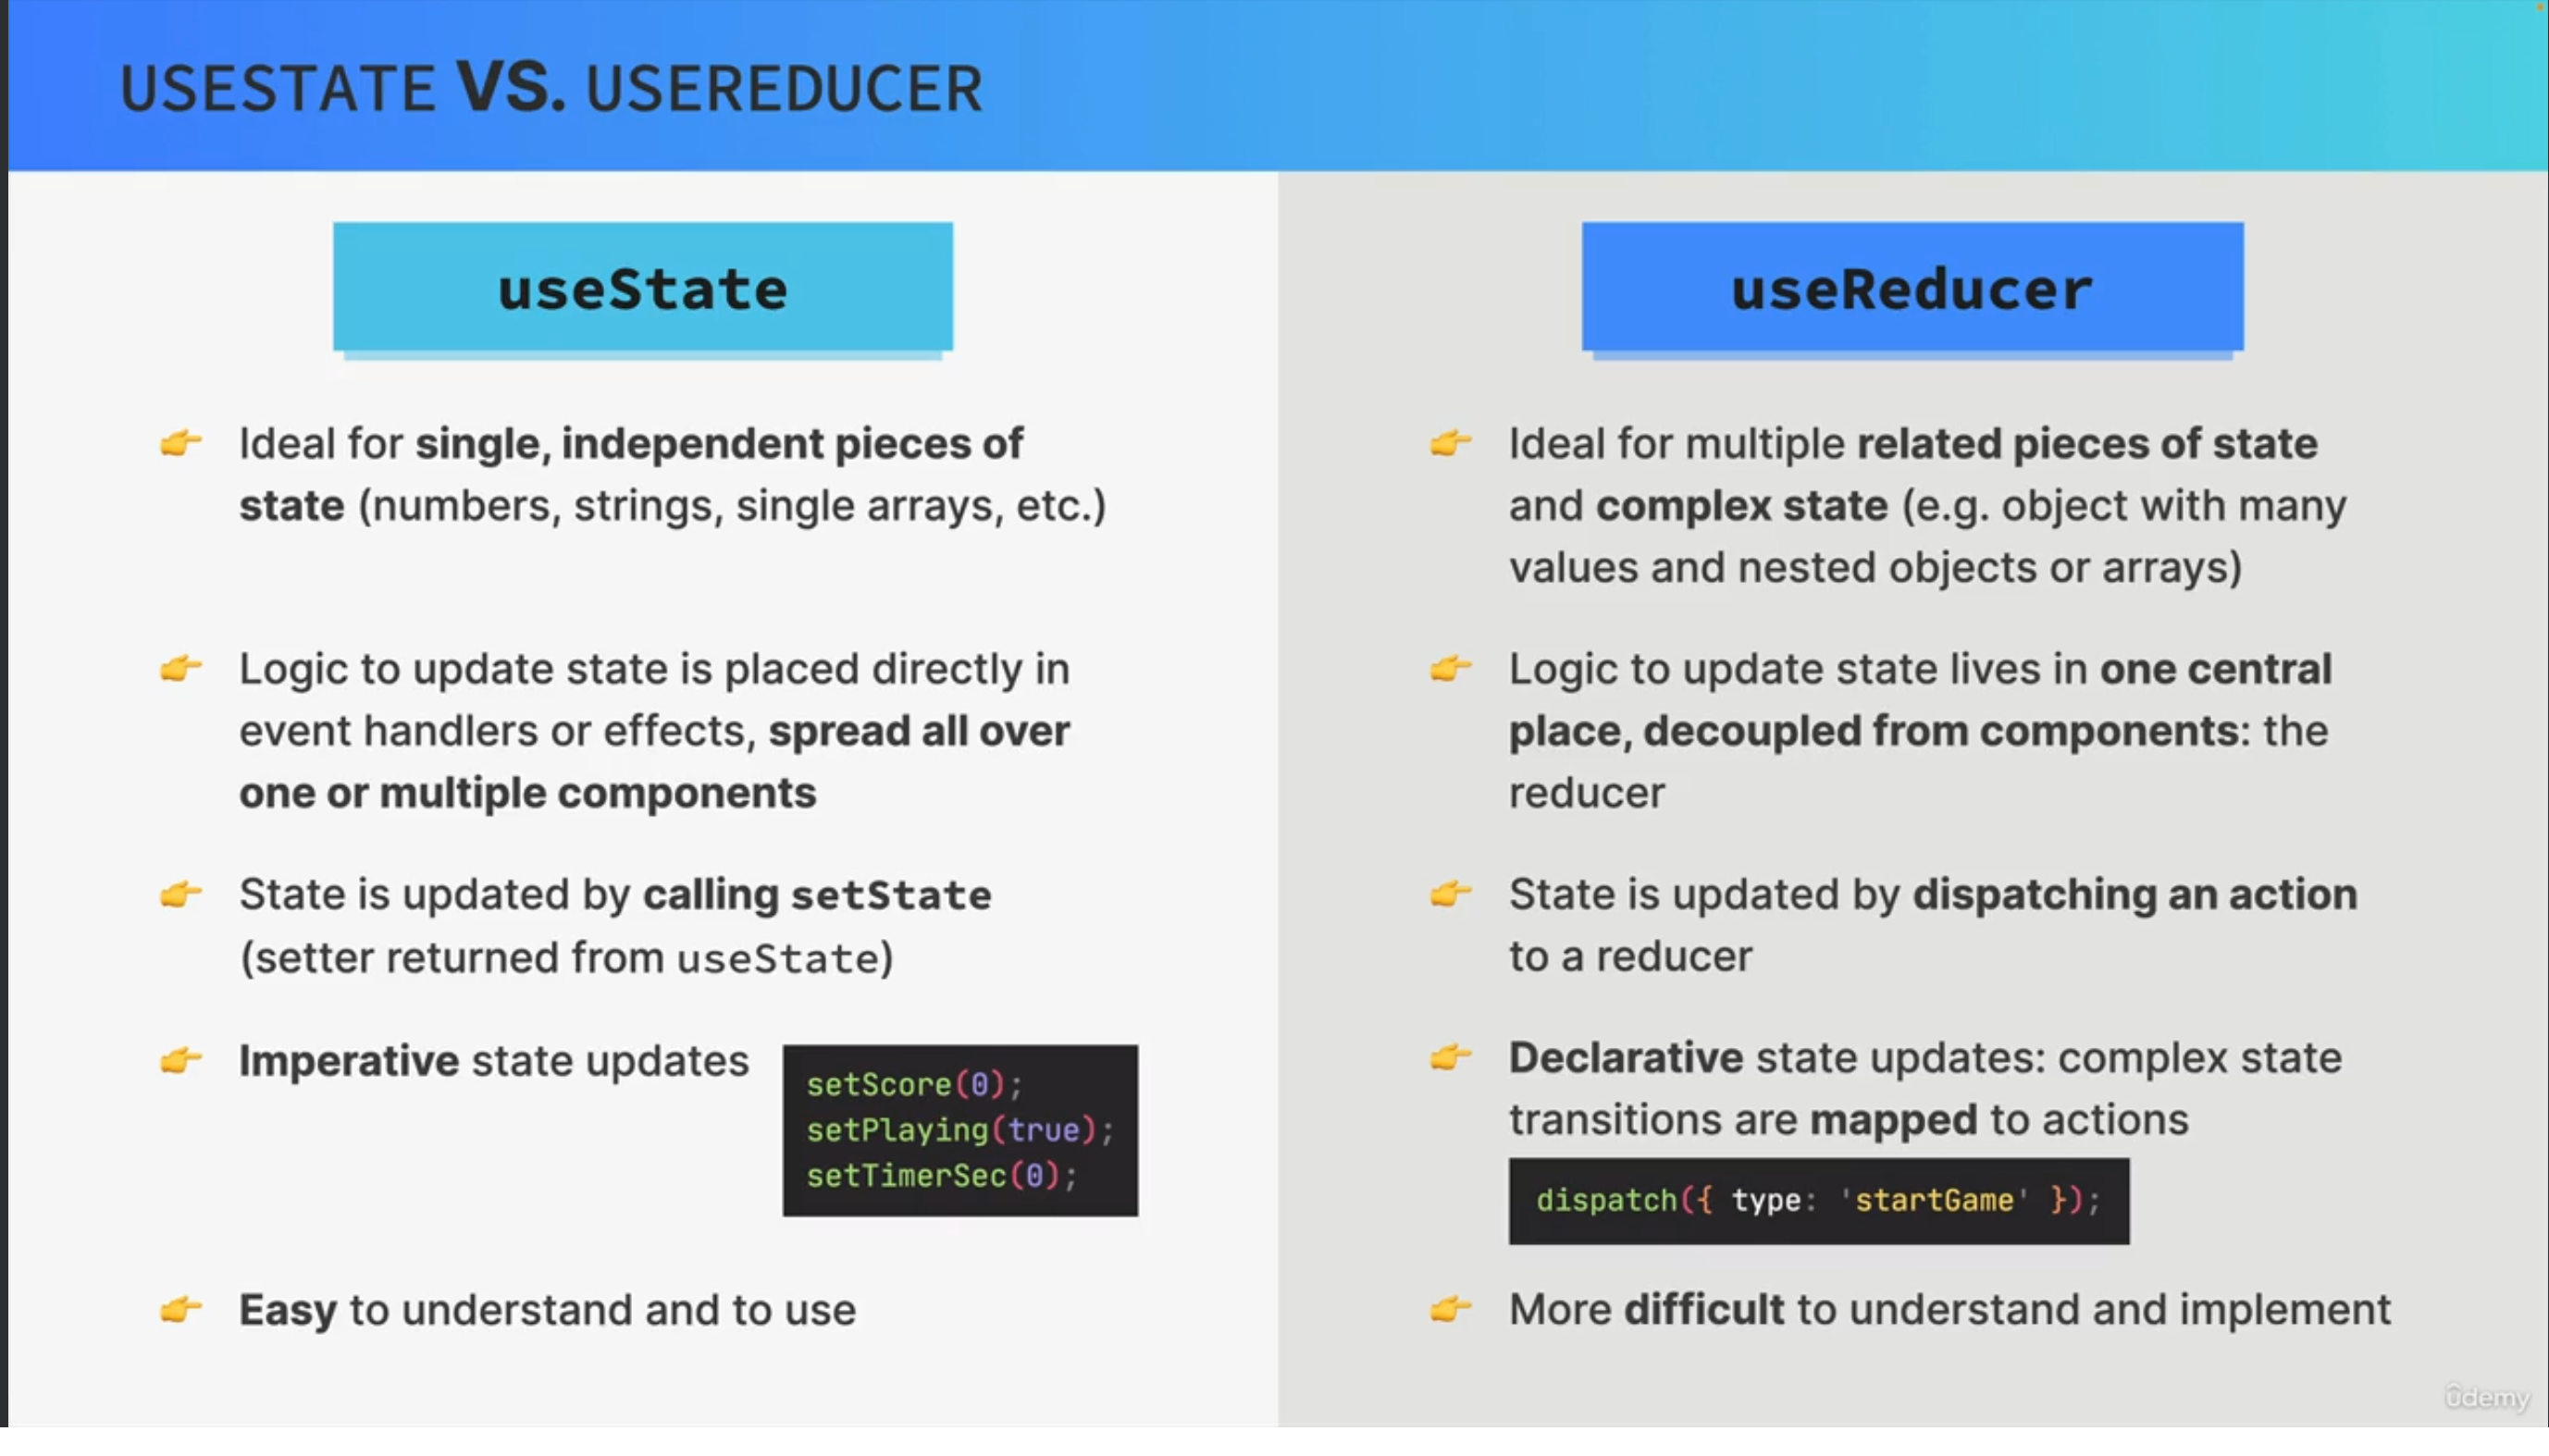 USESTATE VS. USEREDUCER
useState
Ideal for single, independent pieces of
state (numbers, strings, single arrays, etc.)
Logic to update state is placed directly in
event handlers or effects, spread all over
one or multiple components
State is updated by calling setState
(setter returned from useState)
Imperative state updates
setScore(0);
setPlaying(true);
setTimerSec(0);
Easy to understand and to use
useReducer
Ideal for multiple related pieces of state
and complex state (e.g. object with many
values and nested objects or arrays)
Logic to update state lives in one central
place, decoupled from components: the
reducer
State is updated by dispatching an action
to a reducer
Declarative state updates: complex state
transitions are mapped to actions
dispatch({ type: 'startGame' });
More difficult to understand and implement
ûdemy